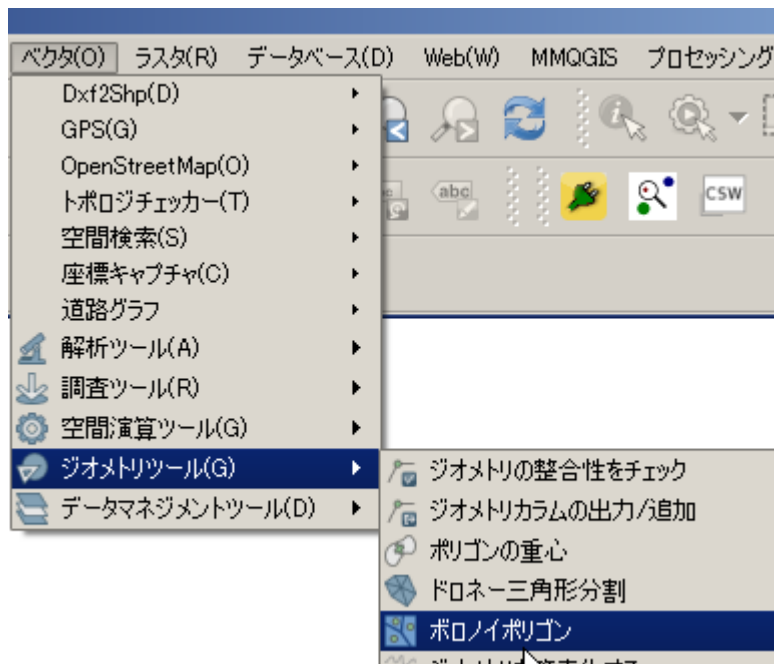 ベクタ(O) ラスタ(R) データベース(D) Web(W) MMQGIS プロセッシング
Dxf2Shp(D)
GPS(G)
OpenStreetMap(O)
abc
トポロジチェッカー(T)
CSW
空間検索(S)
座標キャプチャ(C)
道路グラフ
解析ツール(A)
調査ツール(R)
空間演算ツール(G)
ジオメトリツール(G)
データマネジメントツール(D)
ジオメトリの整合性をチェック
ジオメトリカラムの出力/追加
ポリゴンの重心
ドロネー三角形分割
ボロノイポリゴン